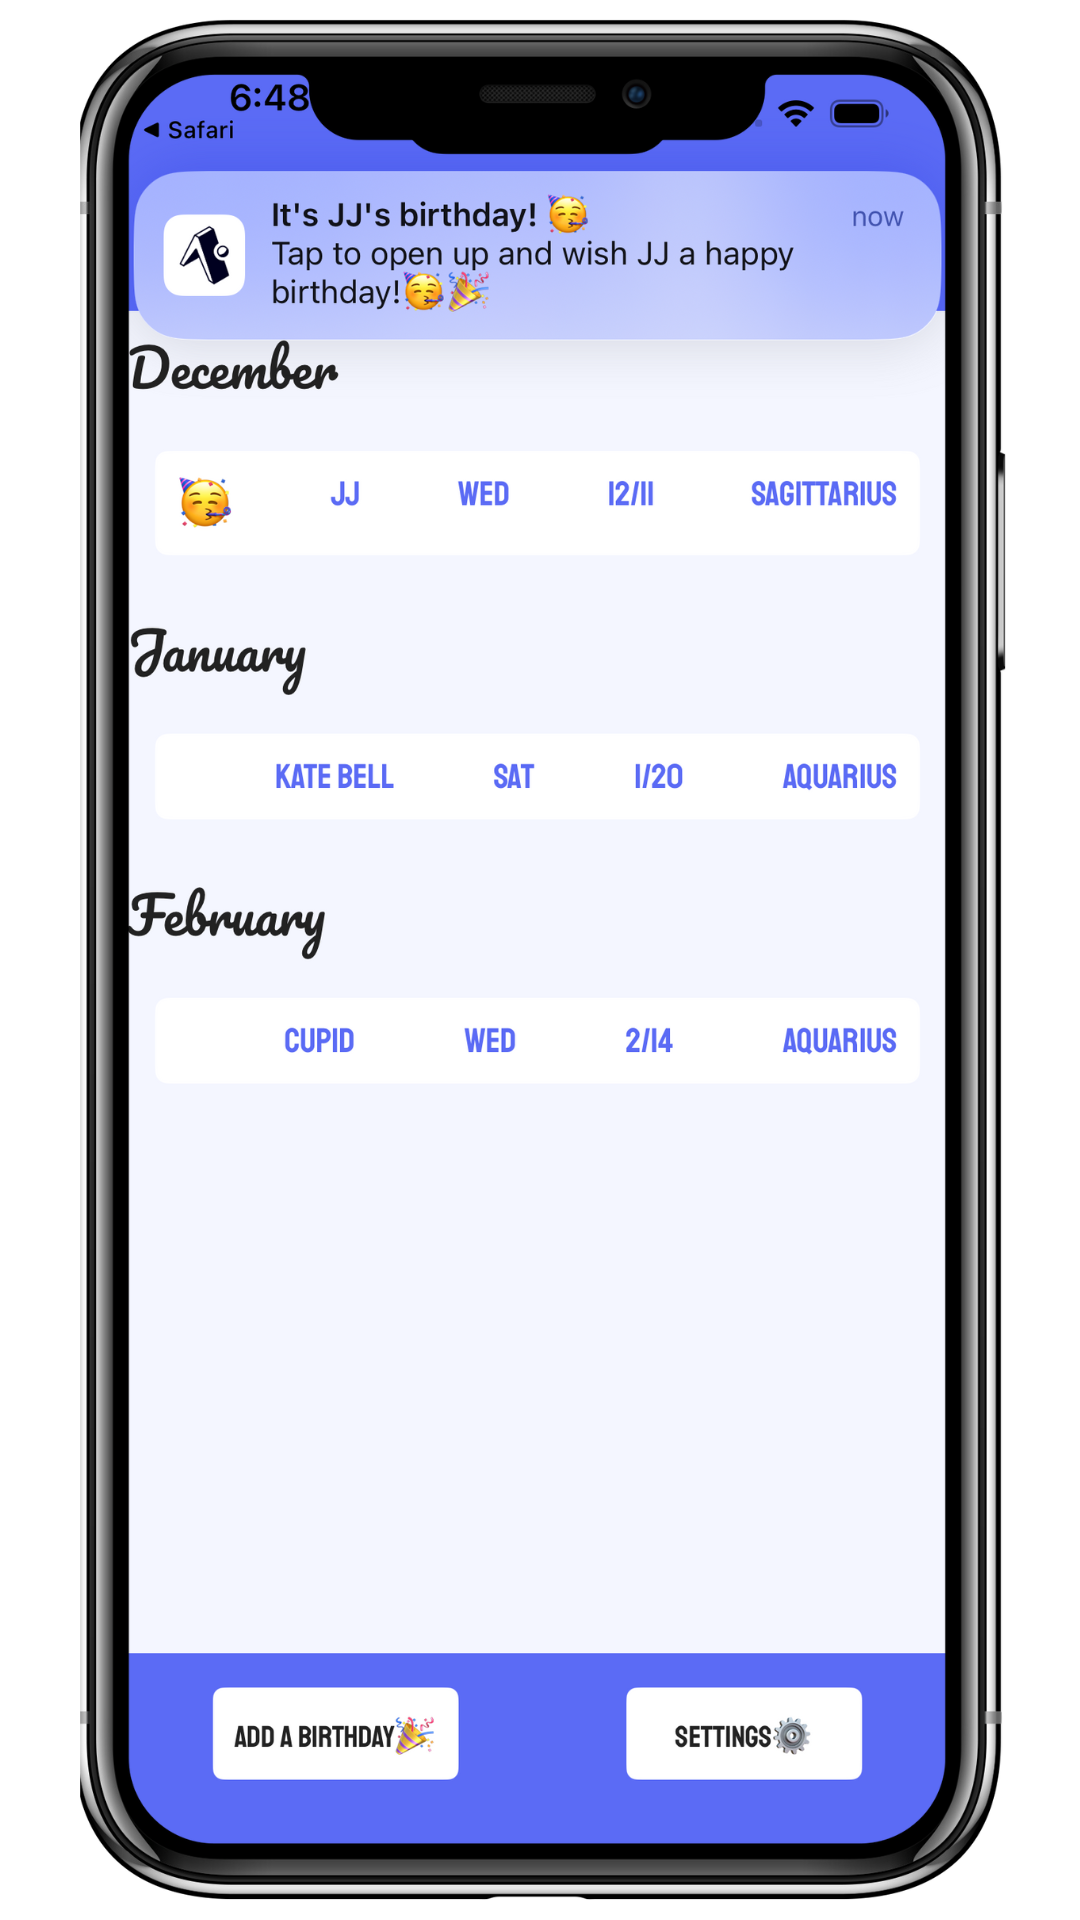 6:48
◀ Safari
It's JJ's birthday! 🥳
now
Tap to open up and wish JJ a happy
birthday!🥳🎉
December
🥳 JJ WED 12/11 SAGITTARIUS
January
KATE BELL SAT 1/20 AQUARIUS
February
CUPID WED 2/14 AQUARIUS
ADD A BIRTHDAY🎉
SETTINGS⚙️